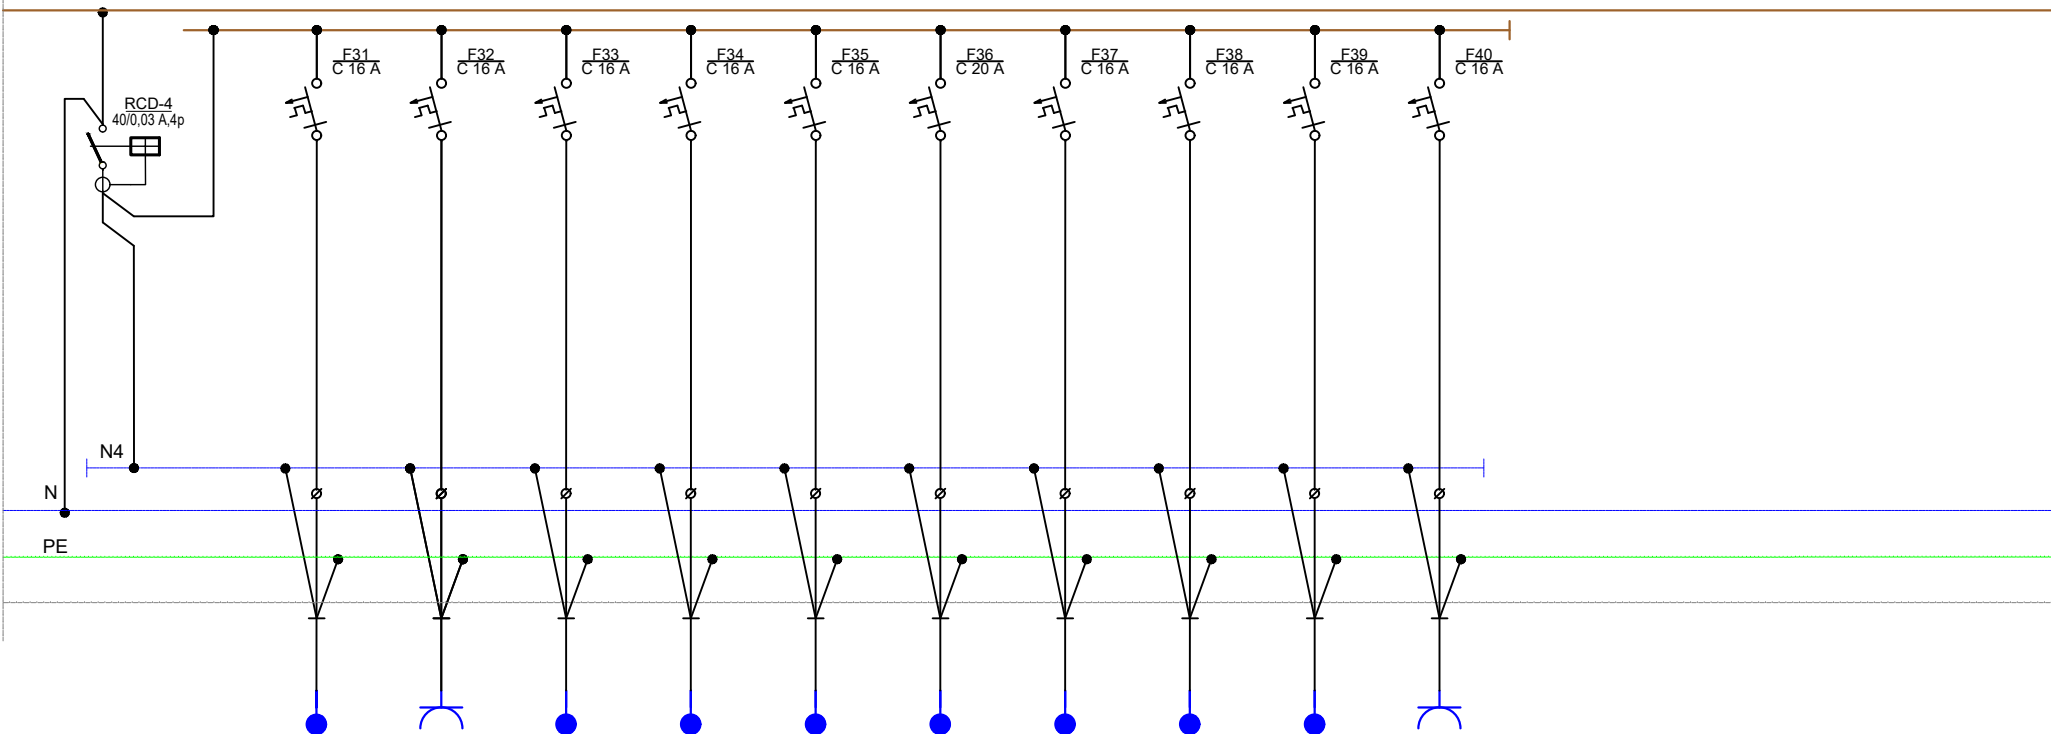 F31
C 16 A
F32
C 16 A
F33
C 16 A
F34
C 16 A
F35
C 16 A
F36
C 20 A
F37
C 16 A
F38
C 16 A
F39
C 16 A
F40
C 16 A
RCD-4
40/0,03 A,4p
N4
N
PE